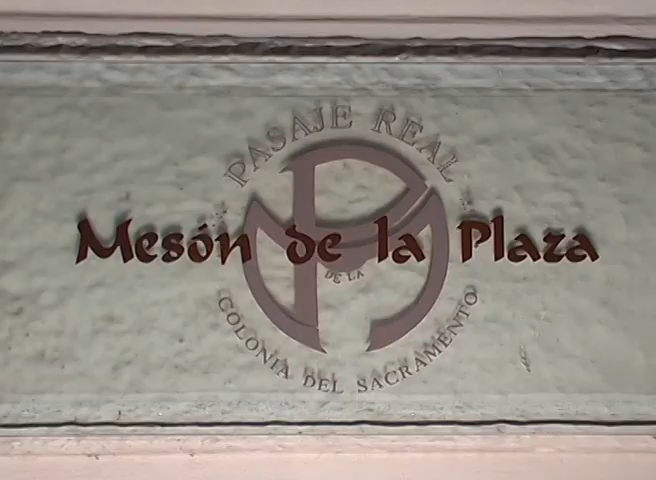 PASAJE REAL
Mesón de la Plaza
DE LA
COLONIA DEL SACRAMENTO